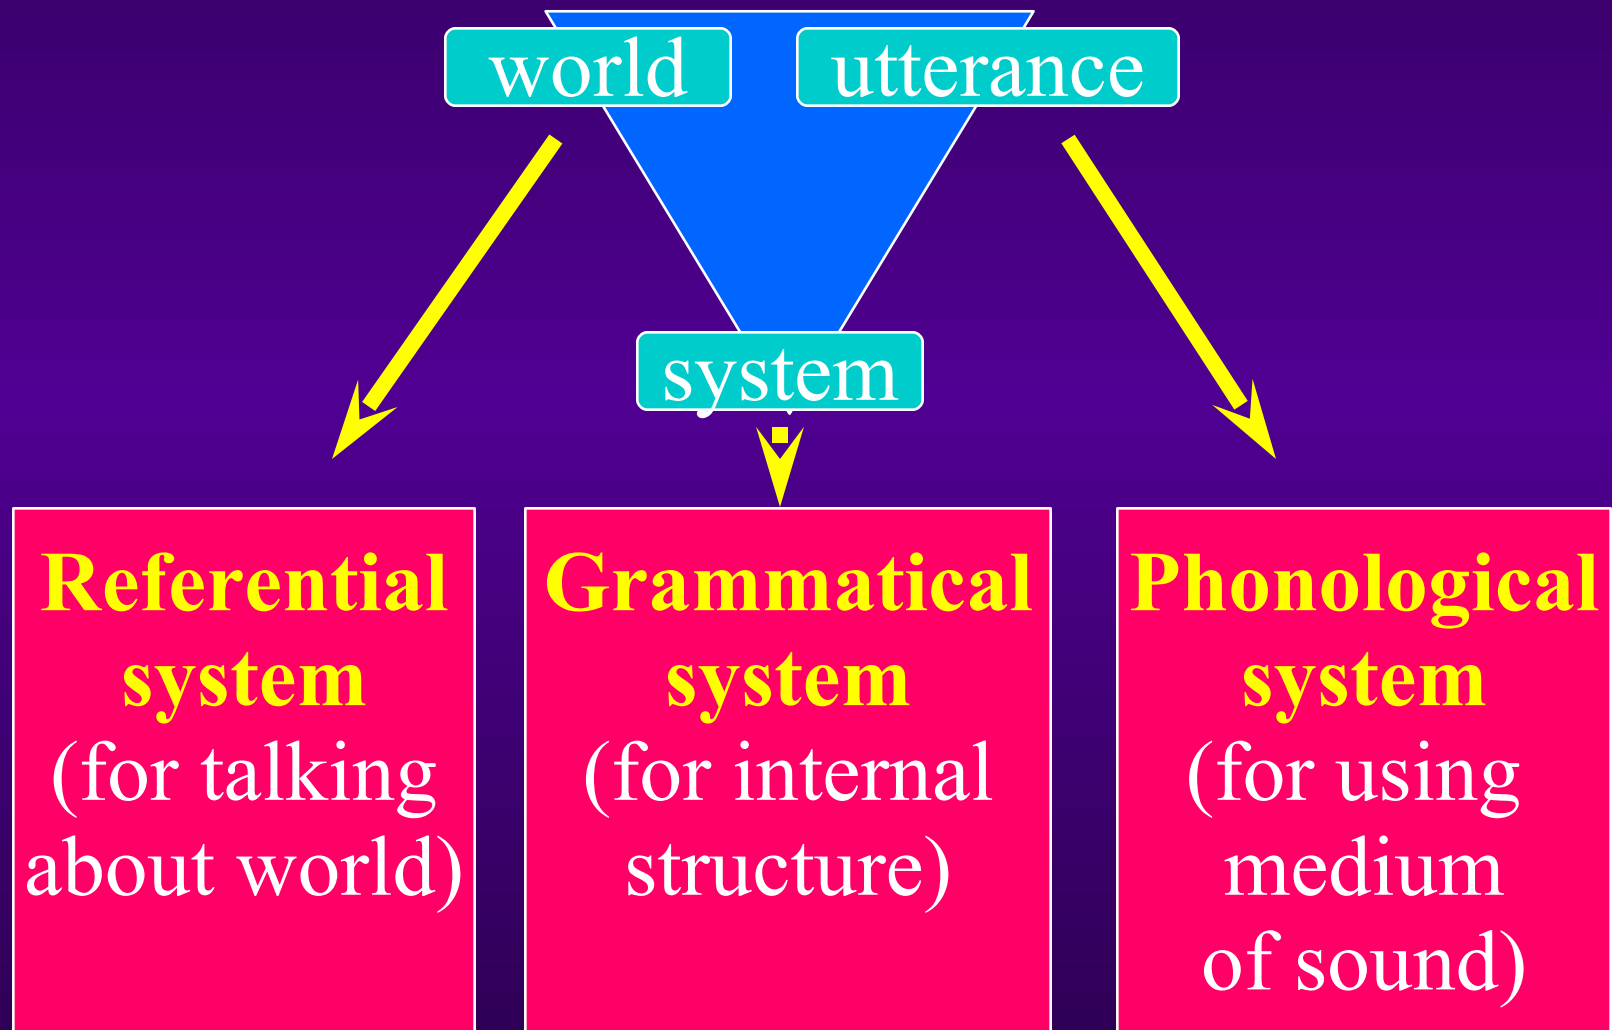 world
utterance
system
Referential
system
(for talking
about world)
Grammatical
system
(for internal
structure)
Phonological
system
(for using
medium
of sound)